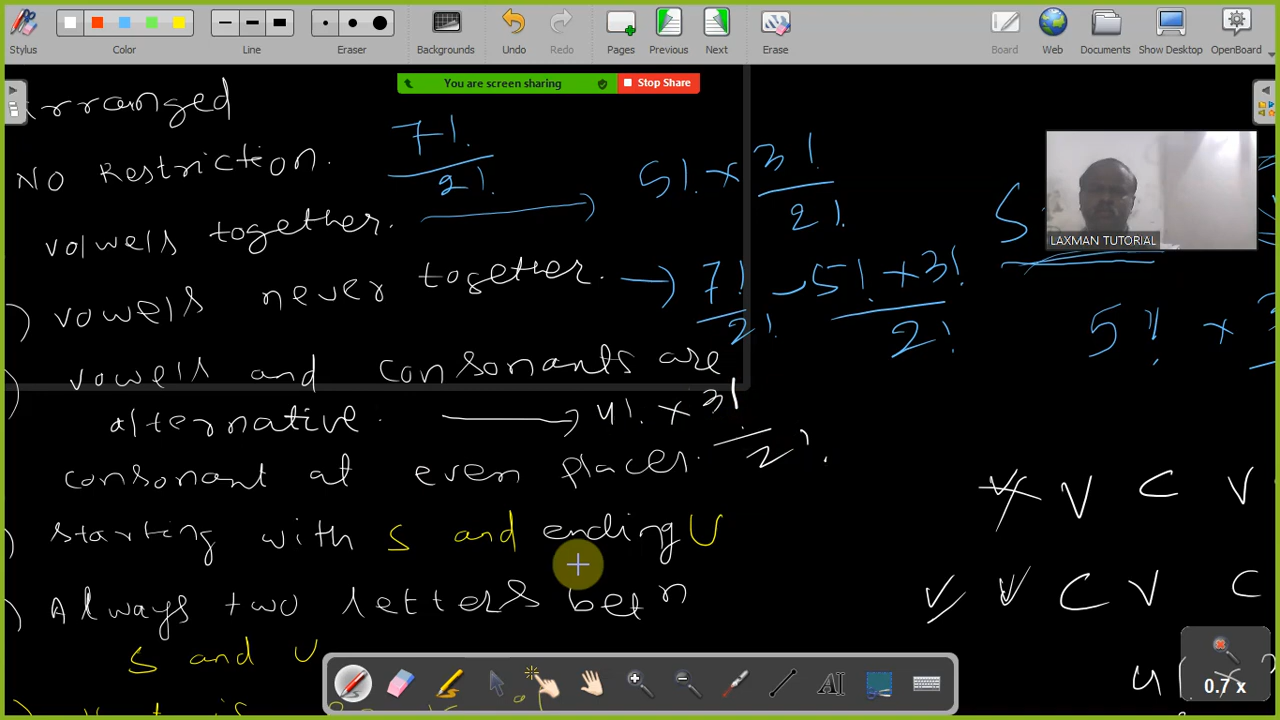 Stylus
Color
Line
Eraser
Backgrounds
Undo
Redo
Pages
Previous
Next
Erase
Board
Web
Documents
Show Desktop
OpenBoard
You are screen sharing
Stop Share
arranged
No Restriction. 7!/2!
vowels together. → 5! × 3!/2!
) vowels never together. → 7!/2! - 5! × 3!/2!
) vowels and consonants are
alternative. → 4! × 3!/2!
consonant at even places.
) starting with S and ending U
) Always two letters betn
S and U
S
5! × 
V V C V
V V C V C
4! ×
LAXMAN TUTORIAL
0.7 x